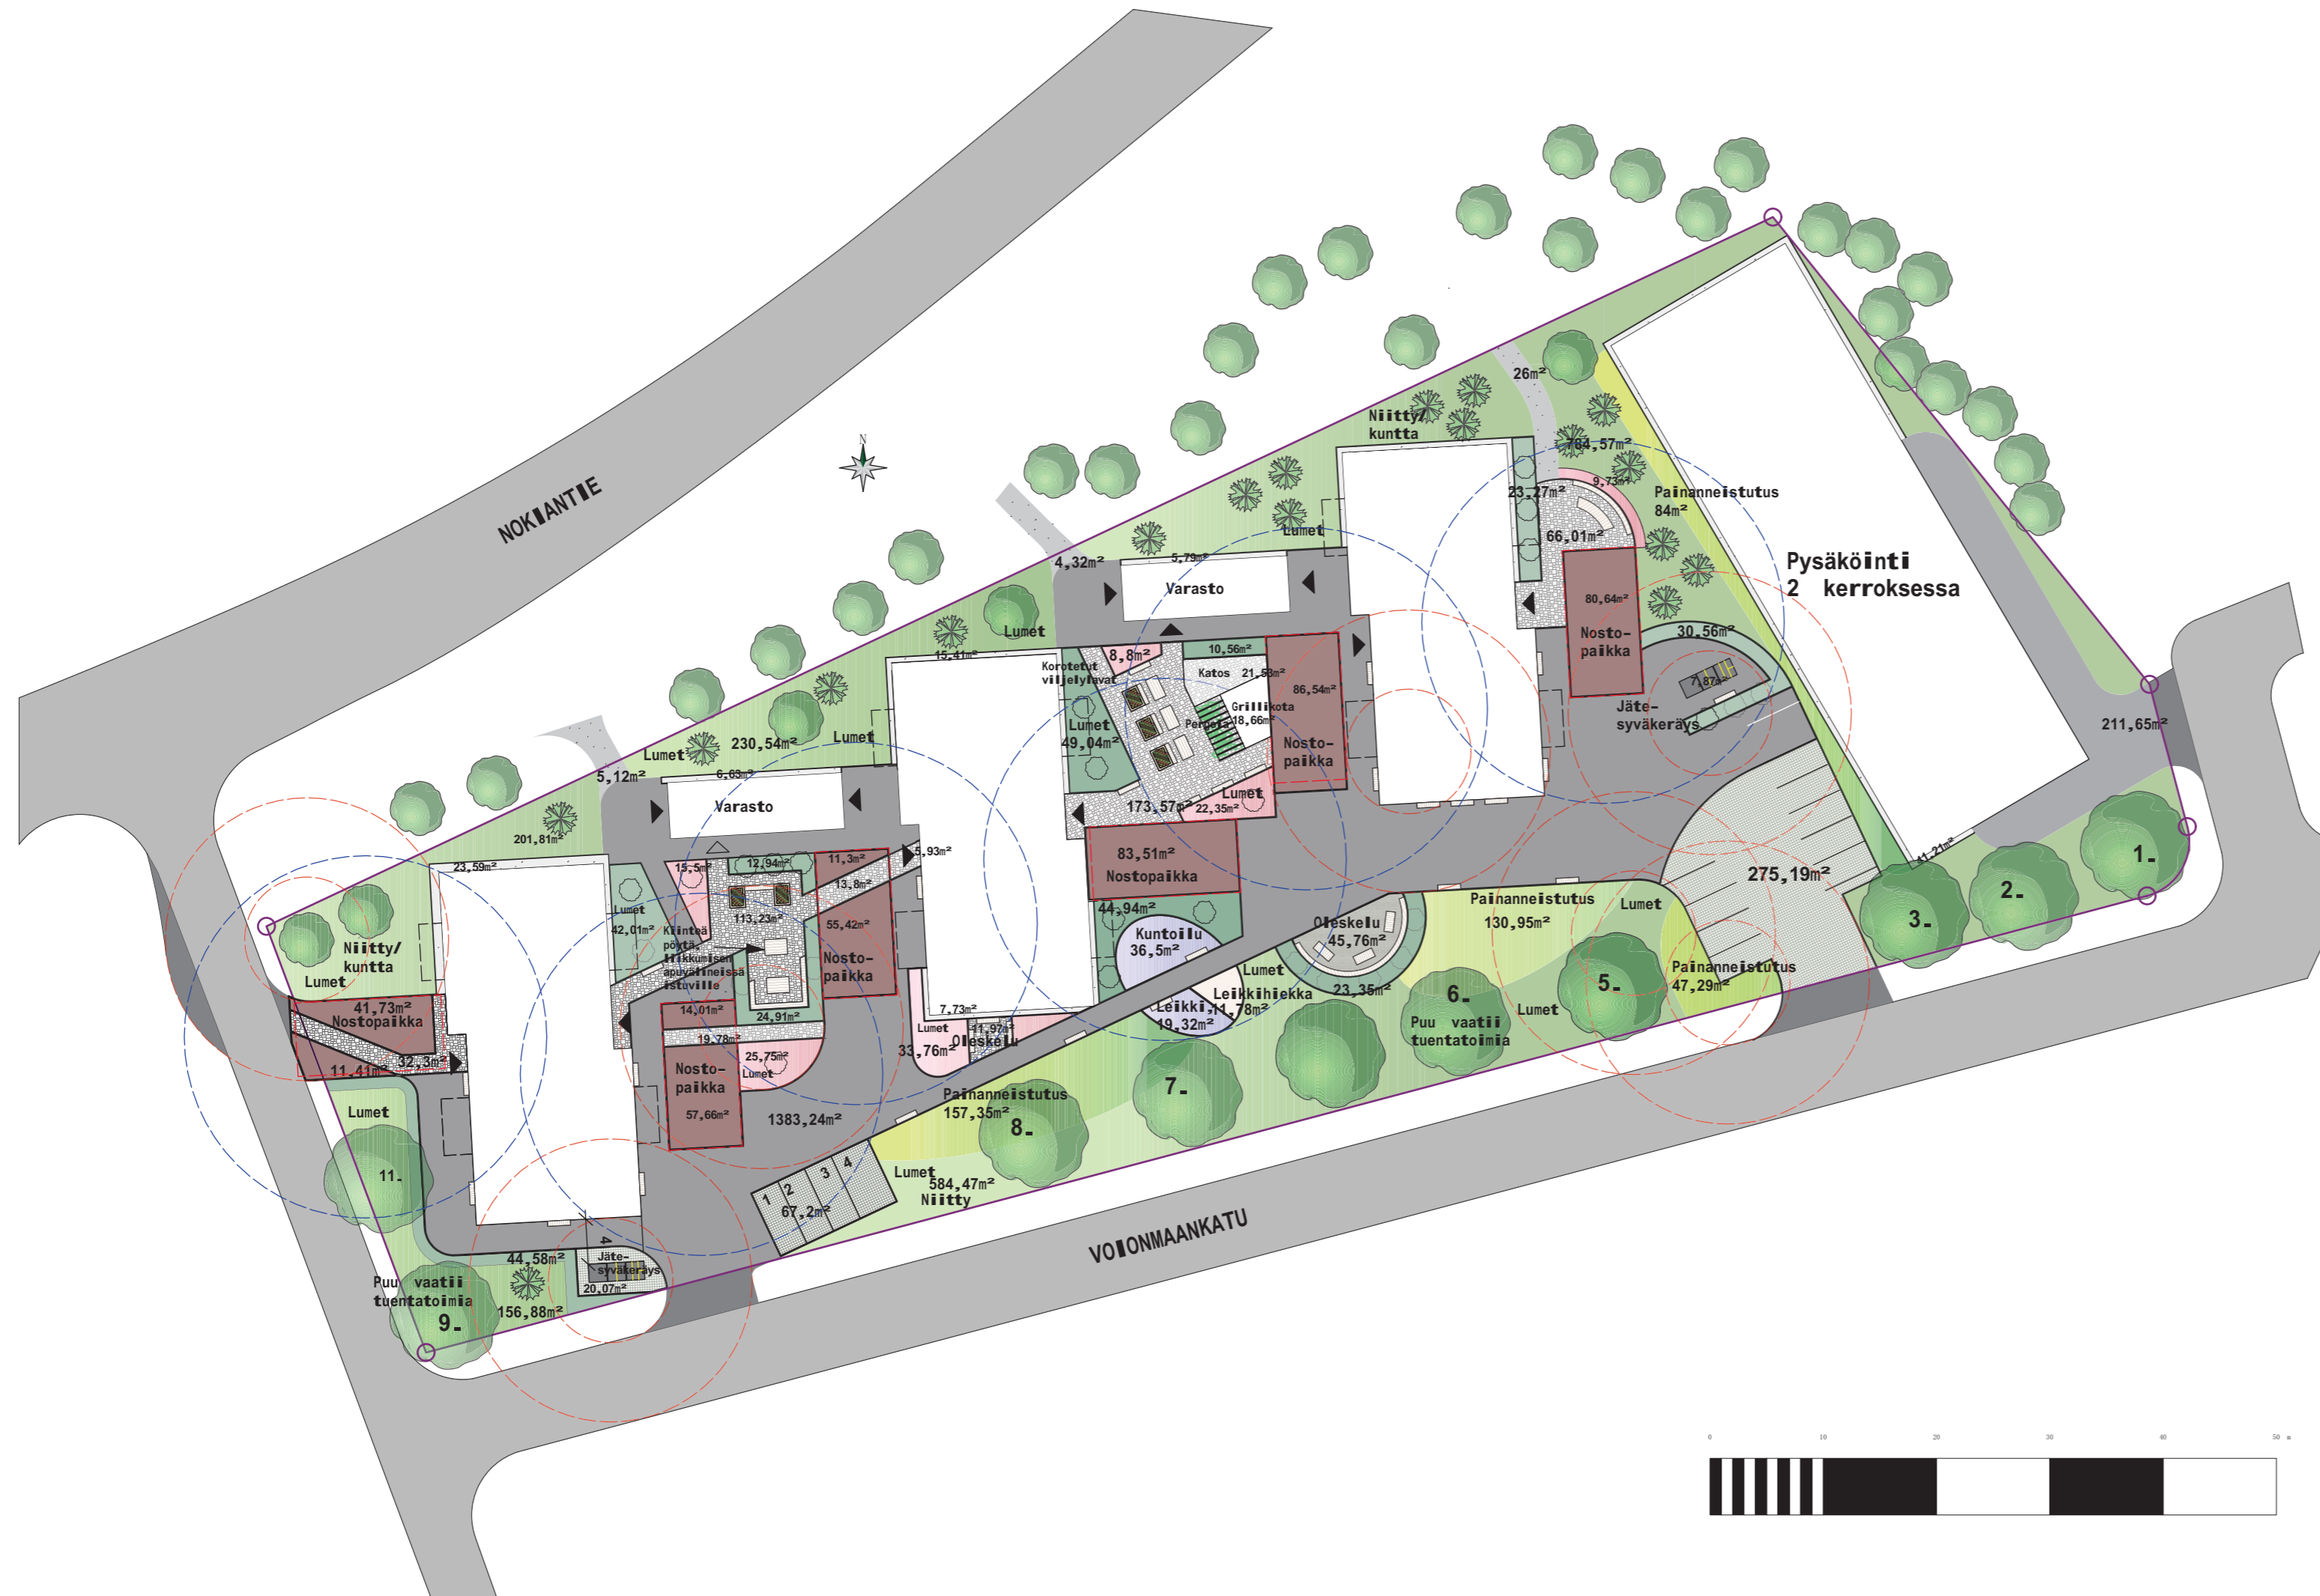 N
NOKIANTIE
26m²
Niitty/
kuntta
784,57m²
23,27m²
9,73m²
Painanneistutus
84m²
66,01m²
Lumet
Pysäköinti
2 kerroksessa
4,32m²
5,79m²
Varasto
80,64m²
Nosto-
paikka
30,56m²
7,87m²
Jäte-
syväkeräys
211,65m²
Lumet
15,41m²
Korotetut
viljelylavat
8,8m²
10,56m²
Katos 21,53m²
86,54m²
Grillikota
18,66m²
Pergola
Lumet
49,04m²
Nosto-
paikka
Lumet
22,35m²
173,57m²
230,54m²
Lumet
Lumet
5,12m²
6,63m²
Varasto
201,81m²
23,59m²
15,5m²
12,94m²
11,3m²
5,93m²
13,8m²
83,51m²
Nostopaikka
41,21m²
275,19m²
1.
2.
3.
Lumet
42,01m²
113,23m²
Kiinteä
pöytä,
liikkumisen
apuvälineissä
istuville
55,42m²
Nosto-
paikka
44,94m²
Kuntoilu
36,5m²
Oleskelu
45,76m²
Painanneistutus
130,95m²
Lumet
Niitty/
kuntta
Lumet
Lumet
Leikkihiekka
11,78m²
Leikki,
19,32m²
23,35m²
6.
5.
Painanneistutus
47,29m²
Lumet
Puu vaatii
tuentatoimia
41,73m²
Nostopaikka
32,3m²
11,41m²
14,01m²
24,91m²
19,78m²
25,75m²
Lumet
7,73m²
Lumet
11,97m²
Oleskelu
33,76m²
Nosto-
paikka
57,66m²
1383,24m²
Painanneistutus
157,35m²
8.
7.
Lumet
11.
1
2
3
4
67,2m²
Lumet
584,47m²
Niitty
VOIONMAANKATU
44,58m²
4
Jäte-
syväkeräys
20,07m²
Puu vaatii
tuentatoimia
9.
156,88m²
0 10 20 30 40 50 m